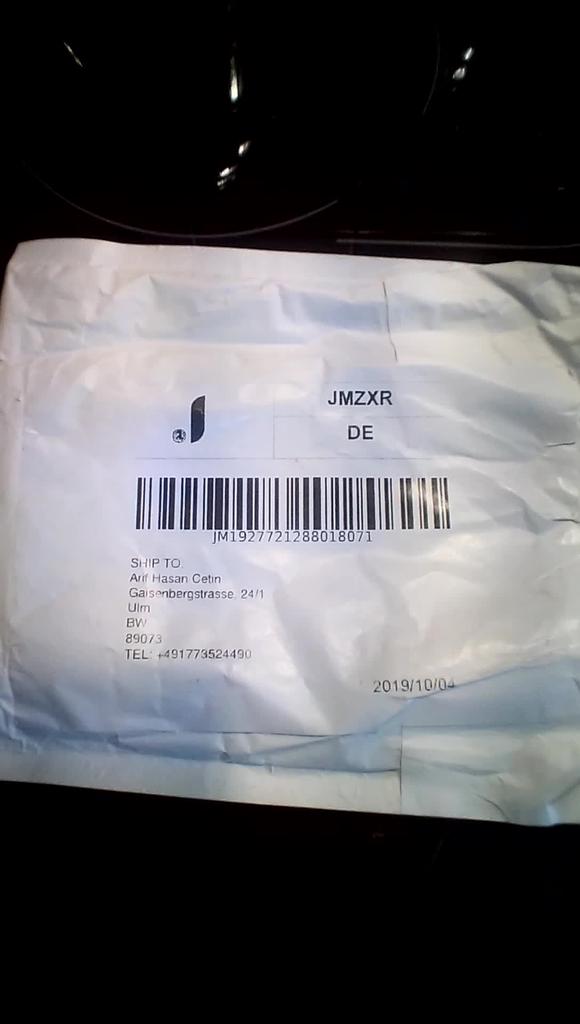 JMZXR
DE
JM1927721288018071
SHIP TO:
Arif Hasan Cetin
Gaisenbergstrasse, 24/1
Ulm
BW
89073
TEL: +491773524490
2019/10/04